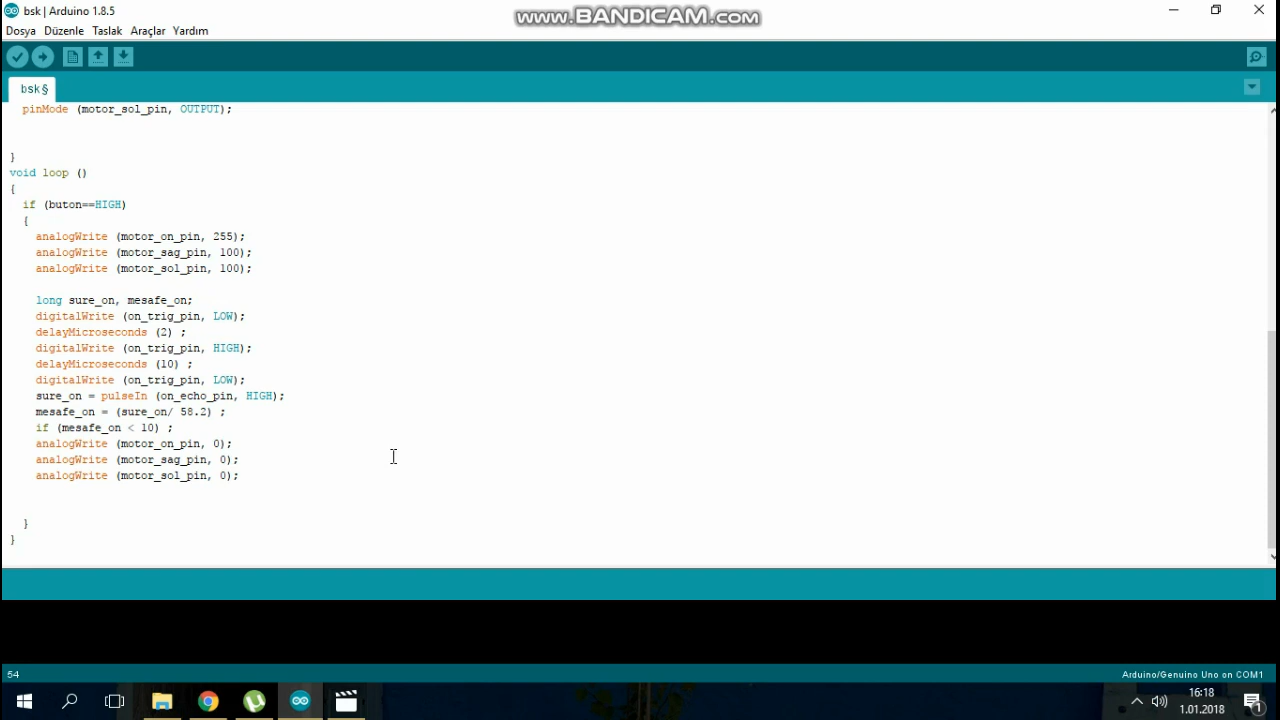 bsk | Arduino 1.8.5
www.BANDICAM.com
Dosya Düzenle Taslak Araçlar Yardım
bsk§
pinMode (motor_sol_pin, OUTPUT);
}
void loop ()
{
if (buton==HIGH)
{
analogWrite (motor_on_pin, 255);
analogWrite (motor_sag_pin, 100);
analogWrite (motor_sol_pin, 100);
long sure_on, mesafe_on;
digitalWrite (on_trig_pin, LOW);
delayMicroseconds (2) ;
digitalWrite (on_trig_pin, HIGH);
delayMicroseconds (10) ;
digitalWrite (on_trig_pin, LOW);
sure_on = pulseIn (on_echo_pin, HIGH);
mesafe_on = (sure_on/ 58.2) ;
if (mesafe_on < 10) ;
analogWrite (motor_on_pin, 0);
analogWrite (motor_sag_pin, 0);
analogWrite (motor_sol_pin, 0);
}
}
54
Arduino/Genuino Uno on COM1
16:18
1.01.2018
1